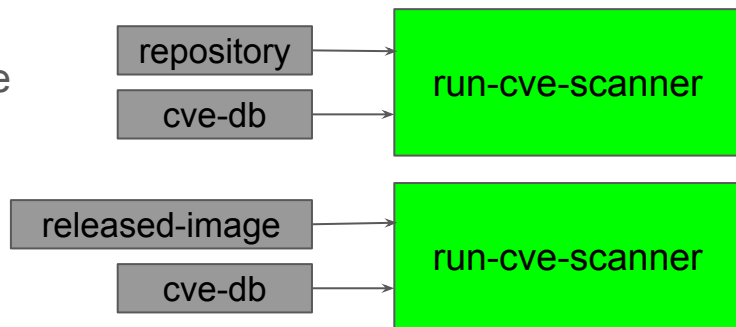 repository
run-cve-scanner
e
cve-db
released-image
run-cve-scanner
cve-db